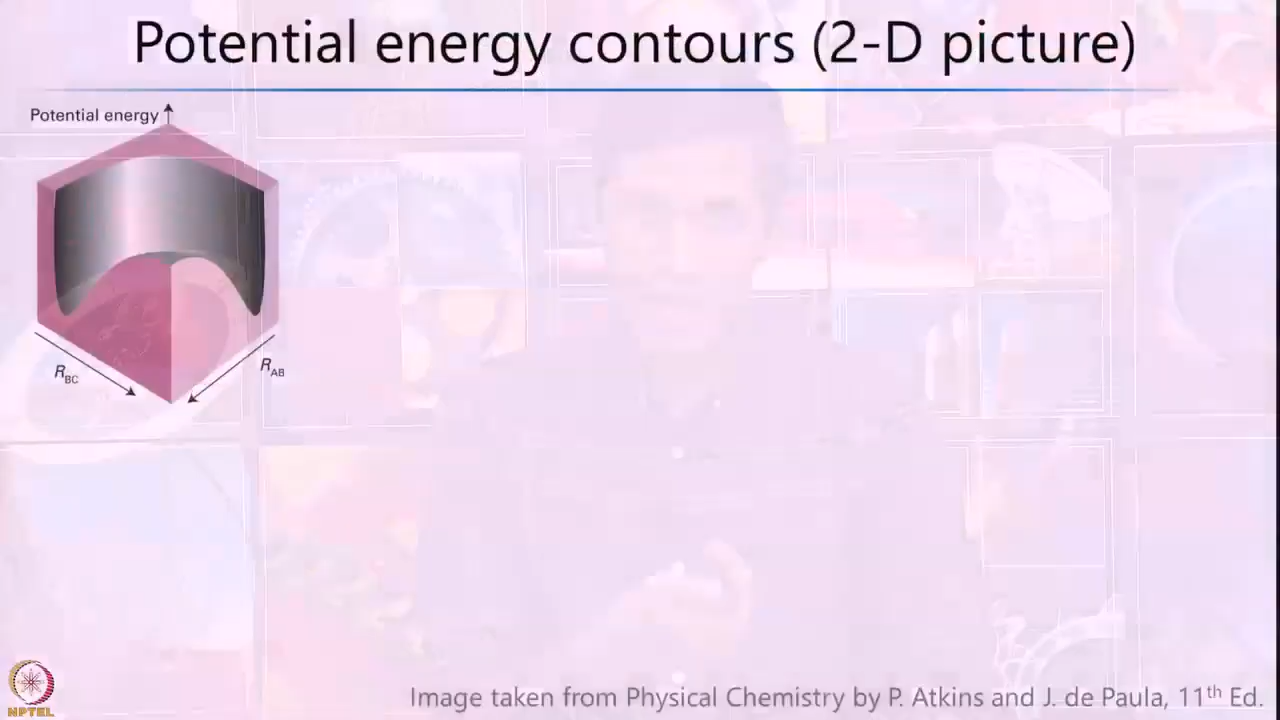 Potential energy contours (2-D picture)
Potential energy
R_BC
R_AB
NPTEL
Image taken from Physical Chemistry by P. Atkins and J. de Paula, 11th Ed.